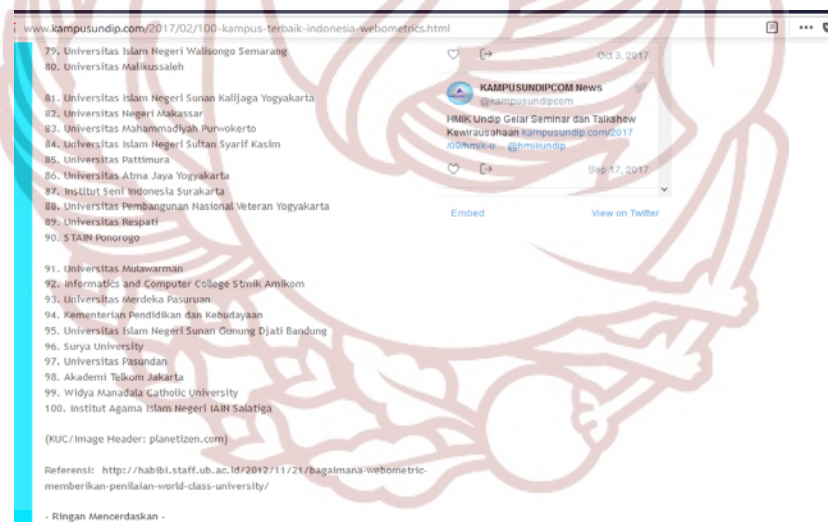 www.kampusundip.com/2017/02/100-kampus-terbaik-indonesia-webometrics.html
79. Universitas Islam Negeri Walisongo Semarang
80. Universitas Malikussaleh
81. Universitas Islam Negeri Sunan Kalijaga Yogyakarta
82. Universitas Negeri Makassar
83. Universitas Mahammadiyah Purwokerto
84. Universitas Islam Negeri Sultan Syarif Kasim
85. Universitas Pattimura
86. Universitas Atma Jaya Yogyakarta
87. Institut Seni Indonesia Surakarta
88. Universitas Pembangunan Nasional Veteran Yogyakarta
89. Universitas Respati
90. STAIN Ponorogo
91. Universitas Mulawarman
92. Informatics and Computer College Stmik Amikom
93. Universitas Merdeka Pasuruan
94. Kementerian Pendidikan dan Kebudayaan
95. Universitas Islam Negeri Sunan Gunung Djati Bandung
96. Surya University
97. Universitas Pasundan
98. Akademi Telkom Jakarta
99. Widya Manadala Catholic University
100. Institut Agama Islam Negeri IAIN Salatiga
(KUC/Image Header: planetizen.com)
Referensi: http://habibi.staff.ub.ac.id/2012/11/21/bagaimana-webometric-
memberikan-penilaian-world-class-university/
- Ringan Mencerdaskan -
Oct 3, 2017
KAMPUSUNDIPCOM News
@kampusundipcom
HMIK Undip Gelar Seminar dan Talkshow
Kewirausahaan kampusundip.com/2017
/09/hmik-u... @hmikundip
Sep 17, 2017
Embed
View on Twitter